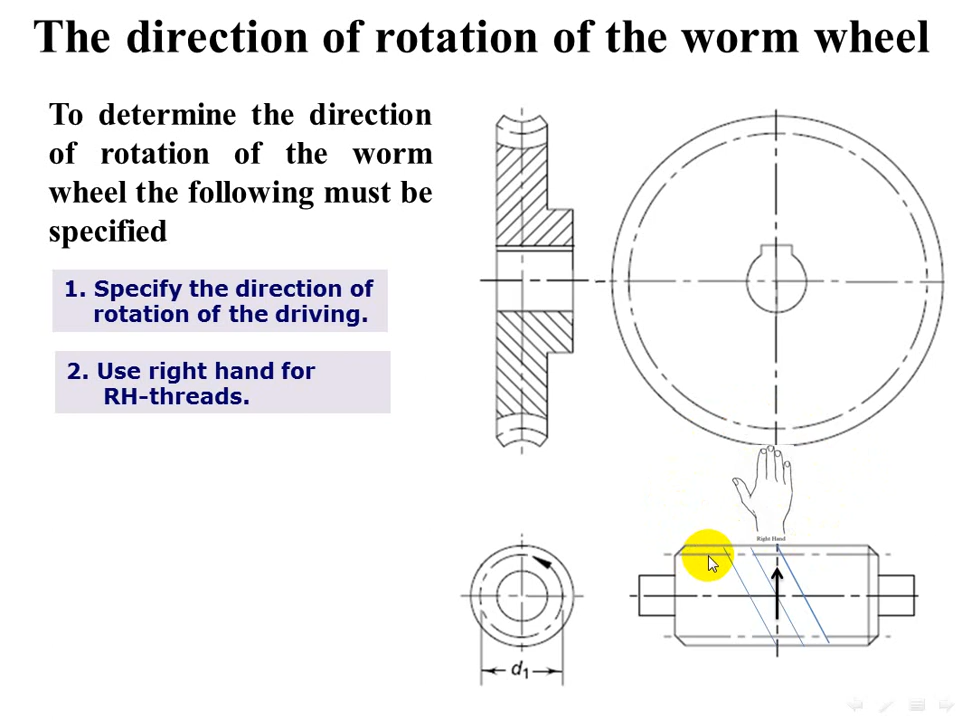 The direction of rotation of the worm wheel
To determine the direction
of rotation of the worm
wheel the following must be
specified
1. Specify the direction of
rotation of the driving.
2. Use right hand for
RH-threads.
Right Hand
d1